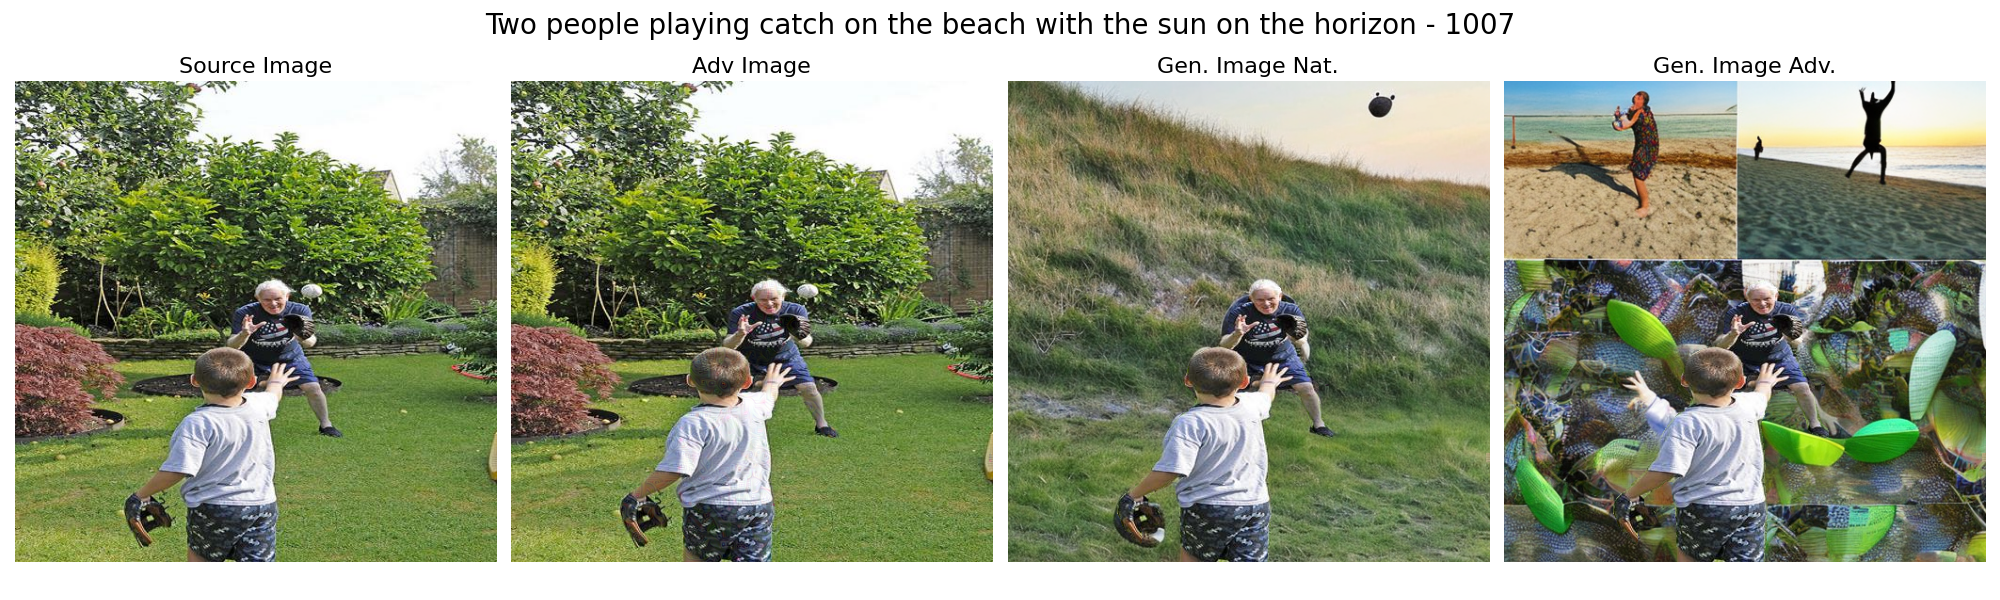 Two people playing catch on the beach with the sun on the horizon - 1007
Source Image
Adv Image
Gen. Image Nat.
Gen. Image Adv.